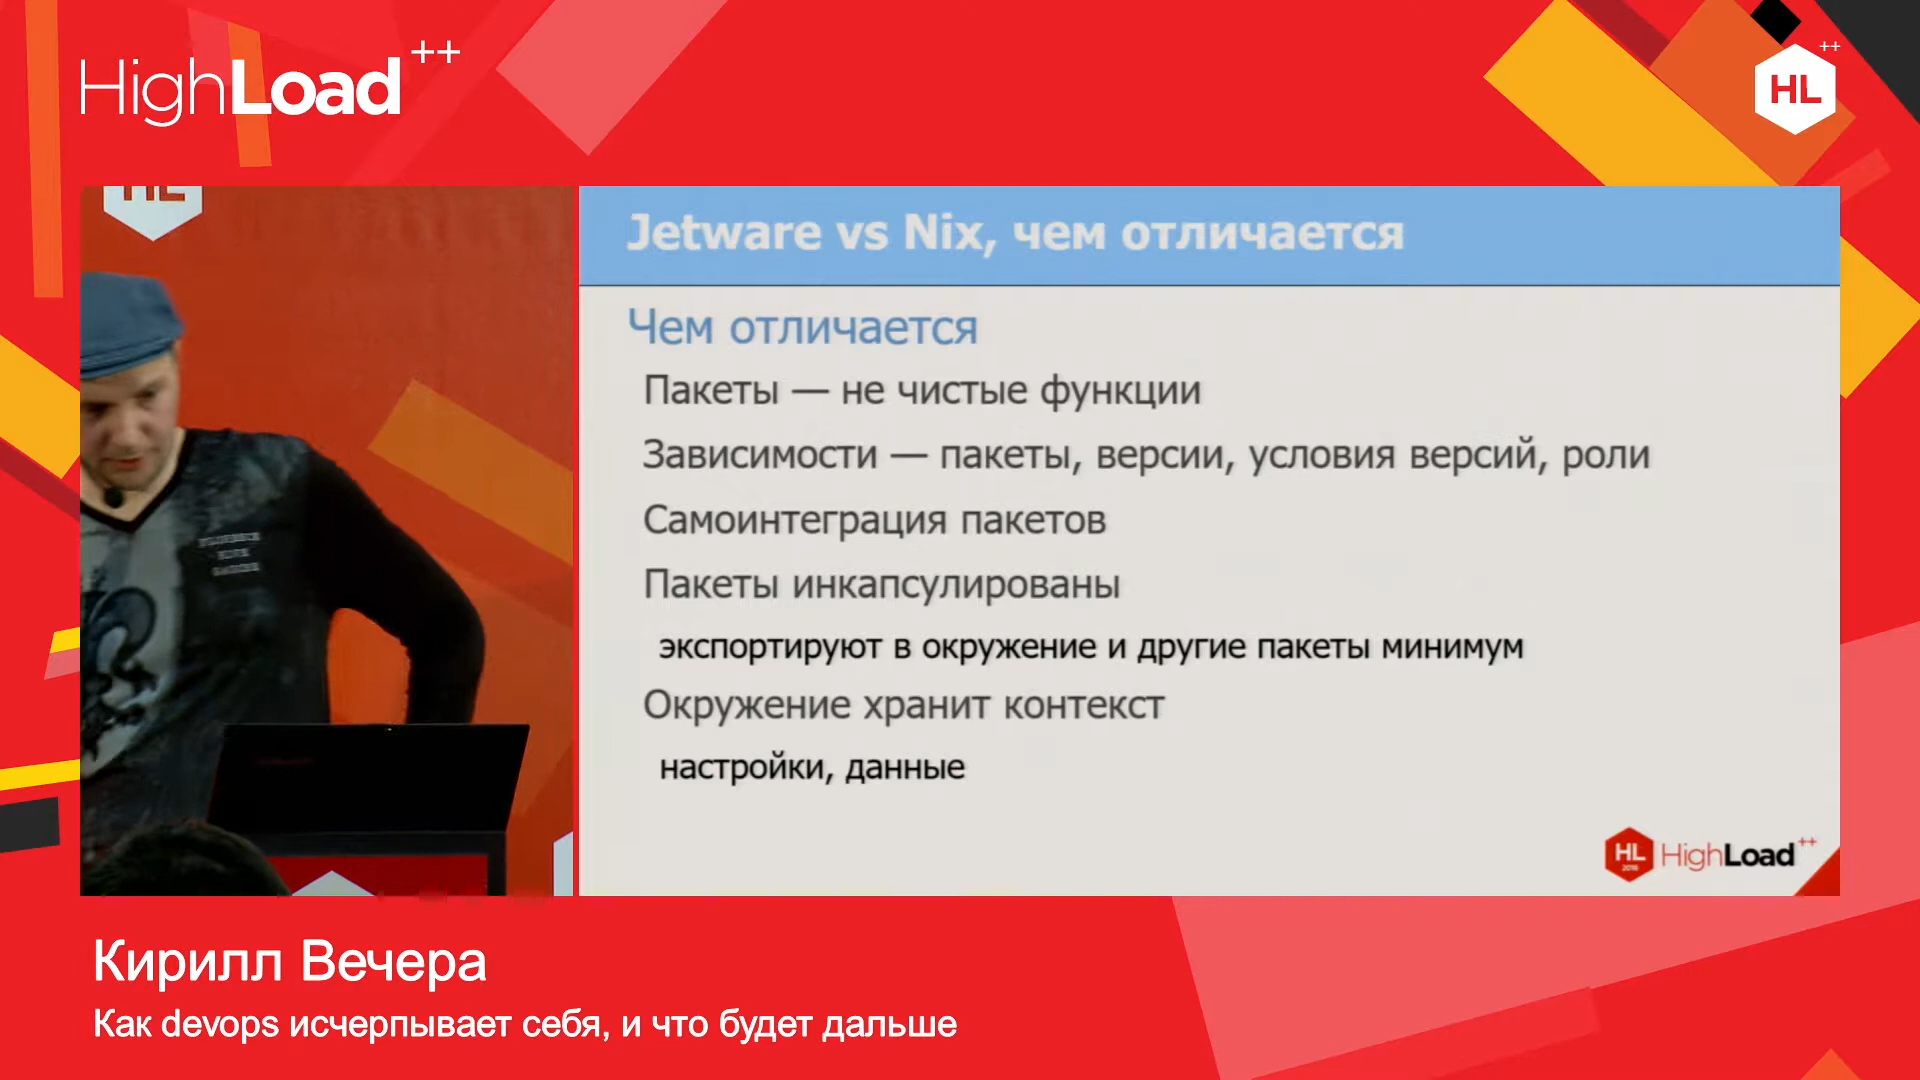 HighLoad++
HL++
HL
Jetware vs Nix, чем отличается
Чем отличается
Пакеты — не чистые функции
Зависимости — пакеты, версии, условия версий, роли
Самоинтеграция пакетов
Пакеты инкапсулированы
экспортируют в окружение и другие пакеты минимум
Окружение хранит контекст
настройки, данные
HL
HighLoad++
Кирилл Вечера
Как devops исчерпывает себя, и что будет дальше